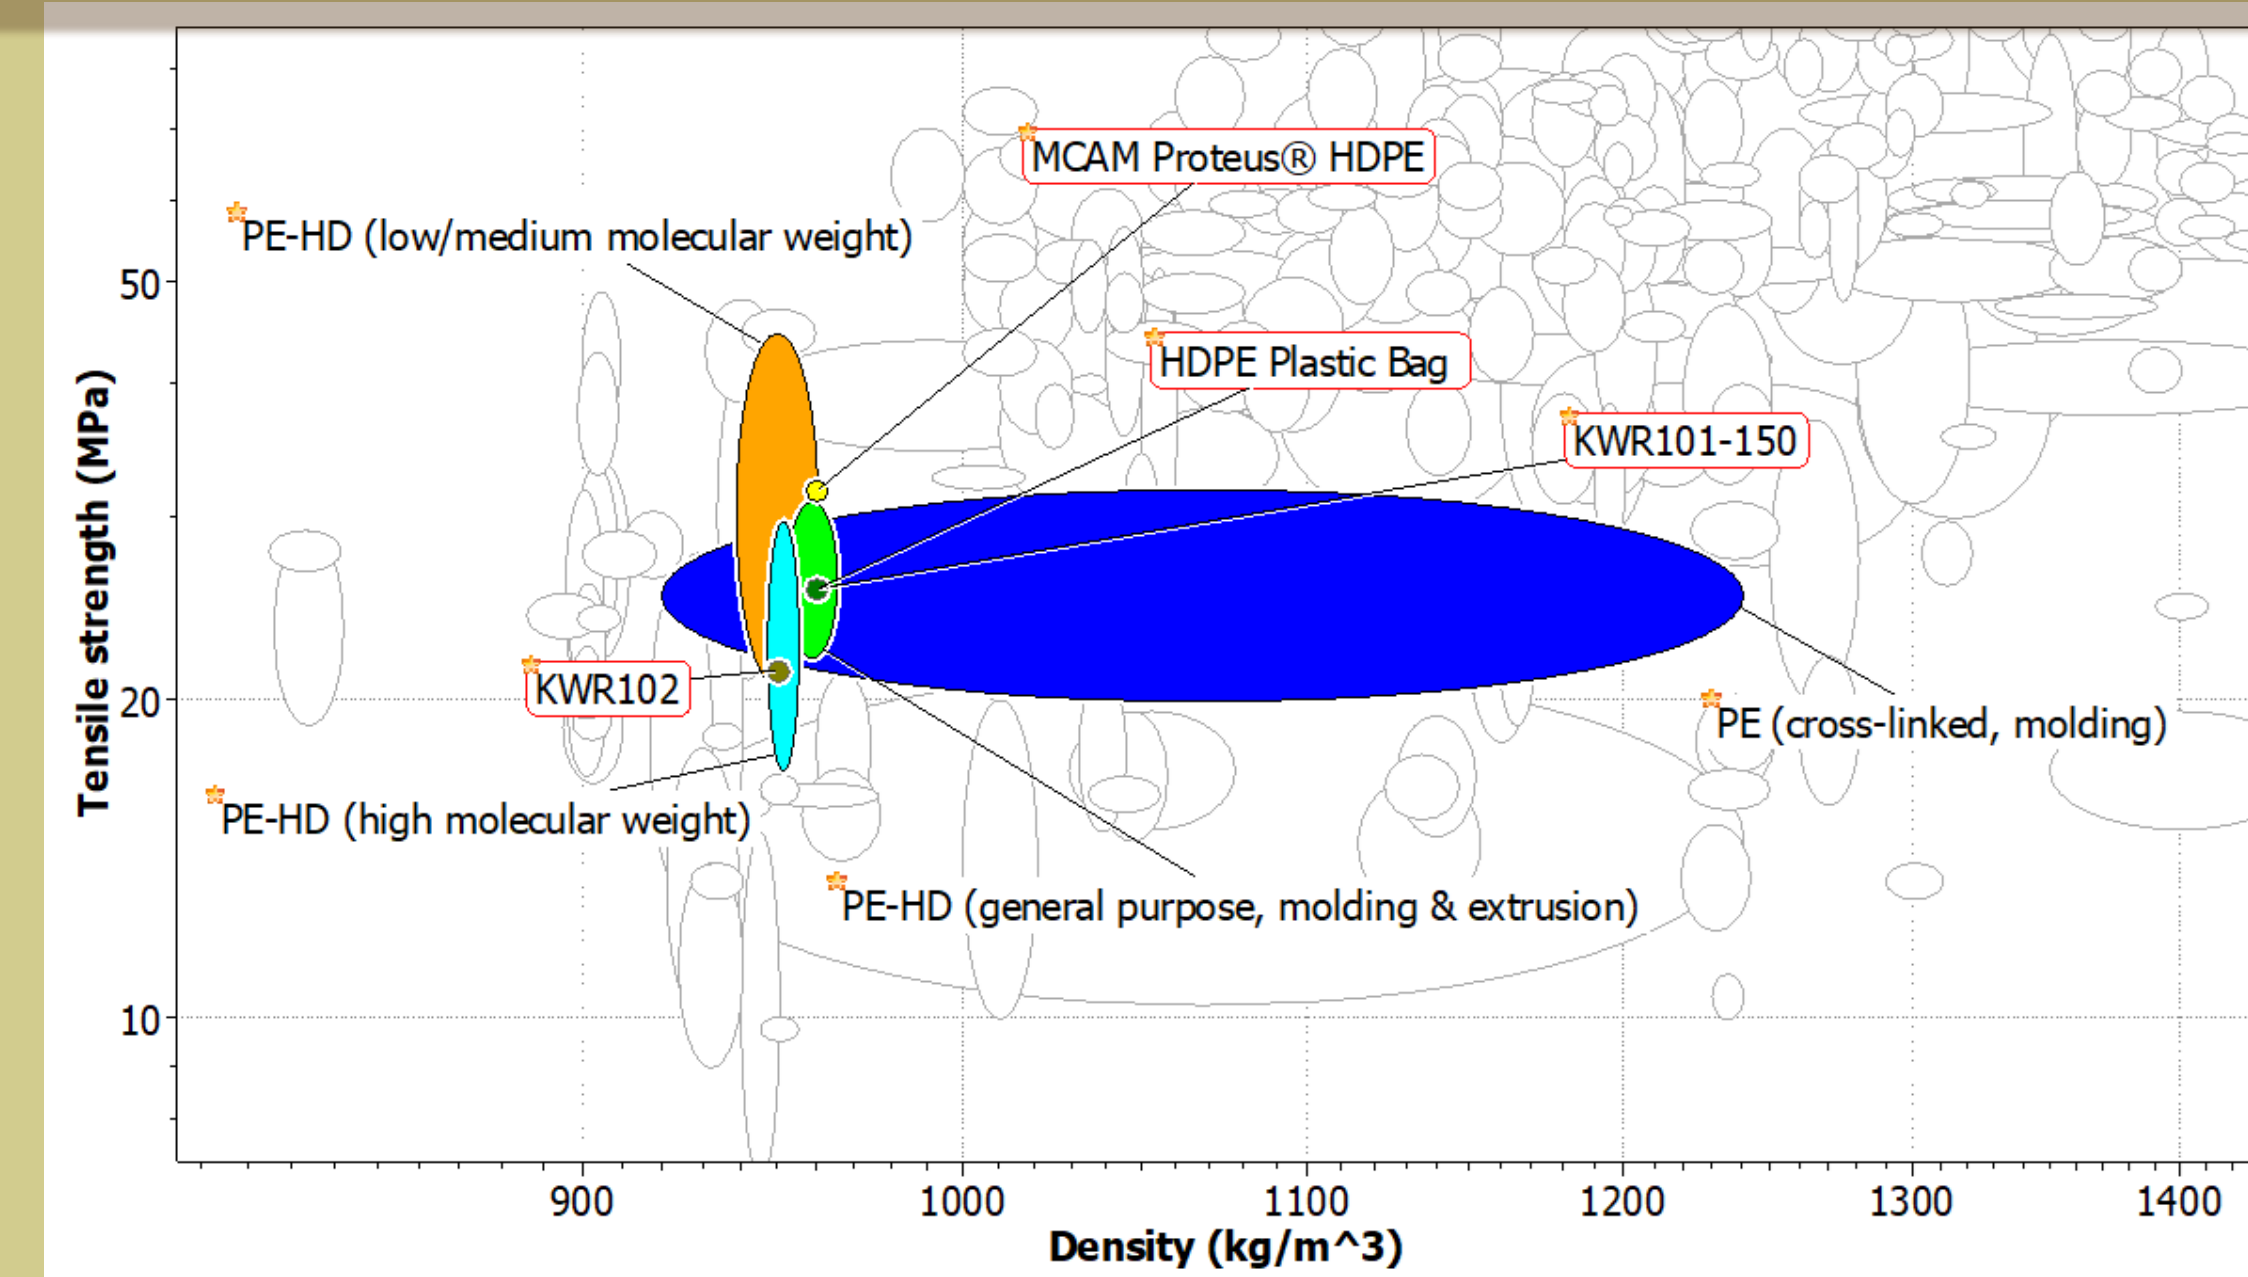 MCAM Proteus® HDPE
PE-HD (low/medium molecular weight)
50
HDPE Plastic Bag
KWR101-150
Tensile strength (MPa)
KWR102
20
PE (cross-linked, molding)
PE-HD (high molecular weight)
PE-HD (general purpose, molding & extrusion)
10
900 1000 1100 1200 1300 1400
Density (kg/m^3)